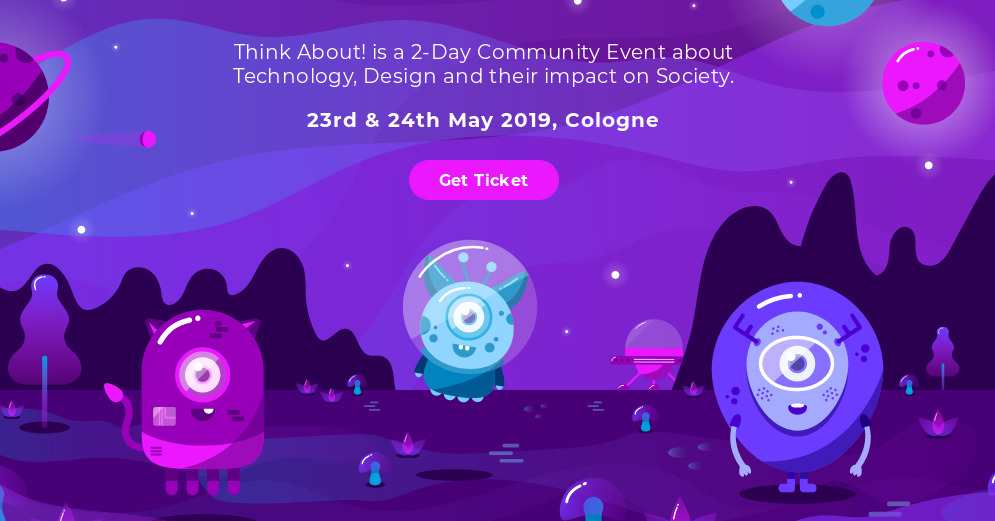 Think About! is a 2-Day Community Event about
Technology, Design and their impact on Society.
23rd & 24th May 2019, Cologne
Get Ticket